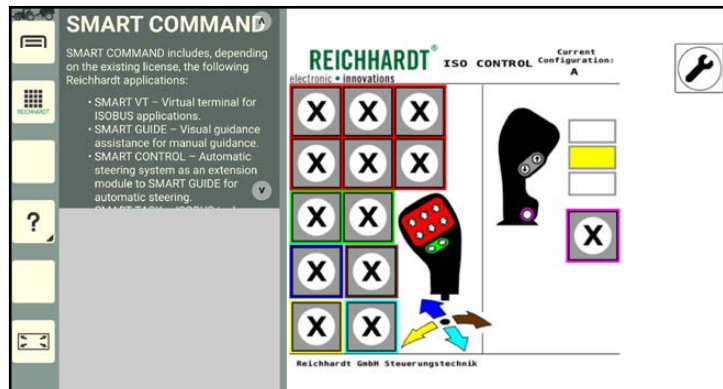 SMART COMMAND
SMART COMMAND includes, depending
on the existing license, the following
Reichhardt applications:
• SMART VT – Virtual terminal for
ISOBUS applications.
• SMART GUIDE – Visual guidance
assistance for manual guidance.
• SMART CONTROL – Automatic
steering system as an extension
module to SMART GUIDE for
automatic steering.
REICHHARDT
?
REICHHARDT®
electronic • innovations
ISO CONTROL
Current
Configuration:
A
X X X
X X X
X X
X X
X X
X
Reichhardt GmbH Steuerungstechnik